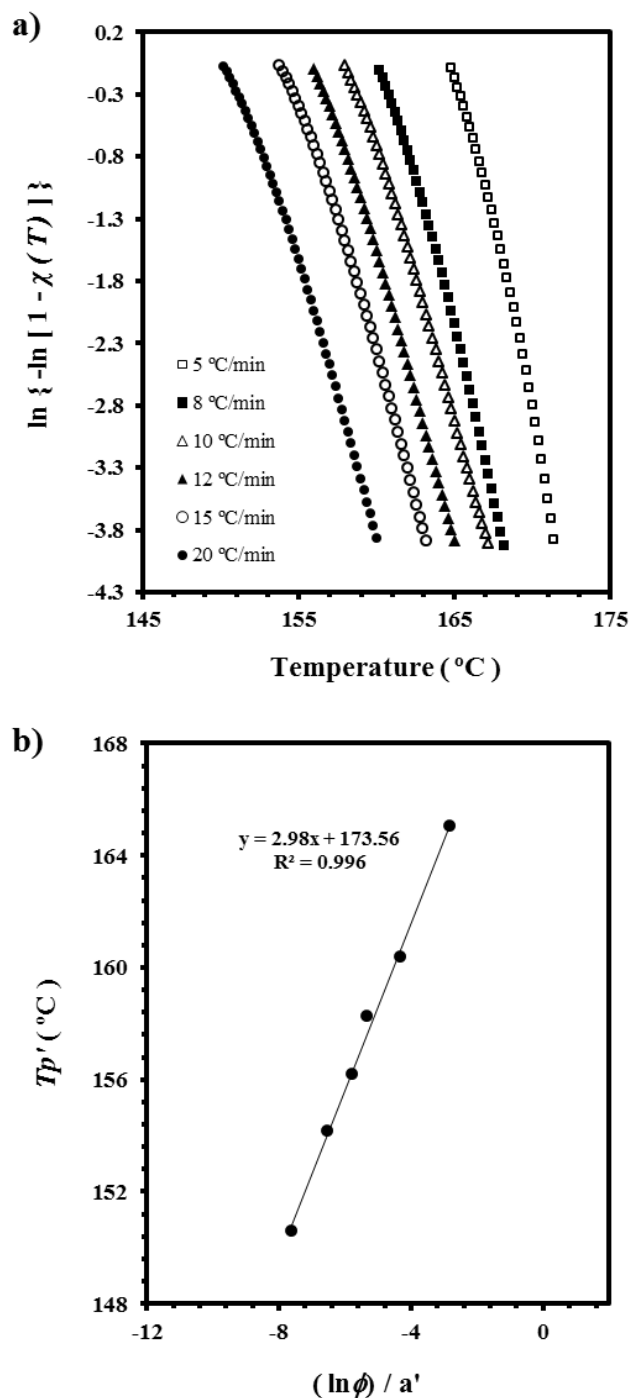 a)
0.2
-0.3
-0.8
-1.3
-1.8
-2.3
-2.8
-3.3
-3.8
-4.3
ln { -ln [ 1 - χ ( T ) ] }
5 ºC/min
8 ºC/min
10 ºC/min
12 ºC/min
15 ºC/min
20 ºC/min
145 155 165 175
Temperature ( ºC )
b)
168
164
160
156
152
148
Tp' ( ºC )
y = 2.98x + 173.56
R² = 0.996
-12 -8 -4 0
( lnϕ ) / a'